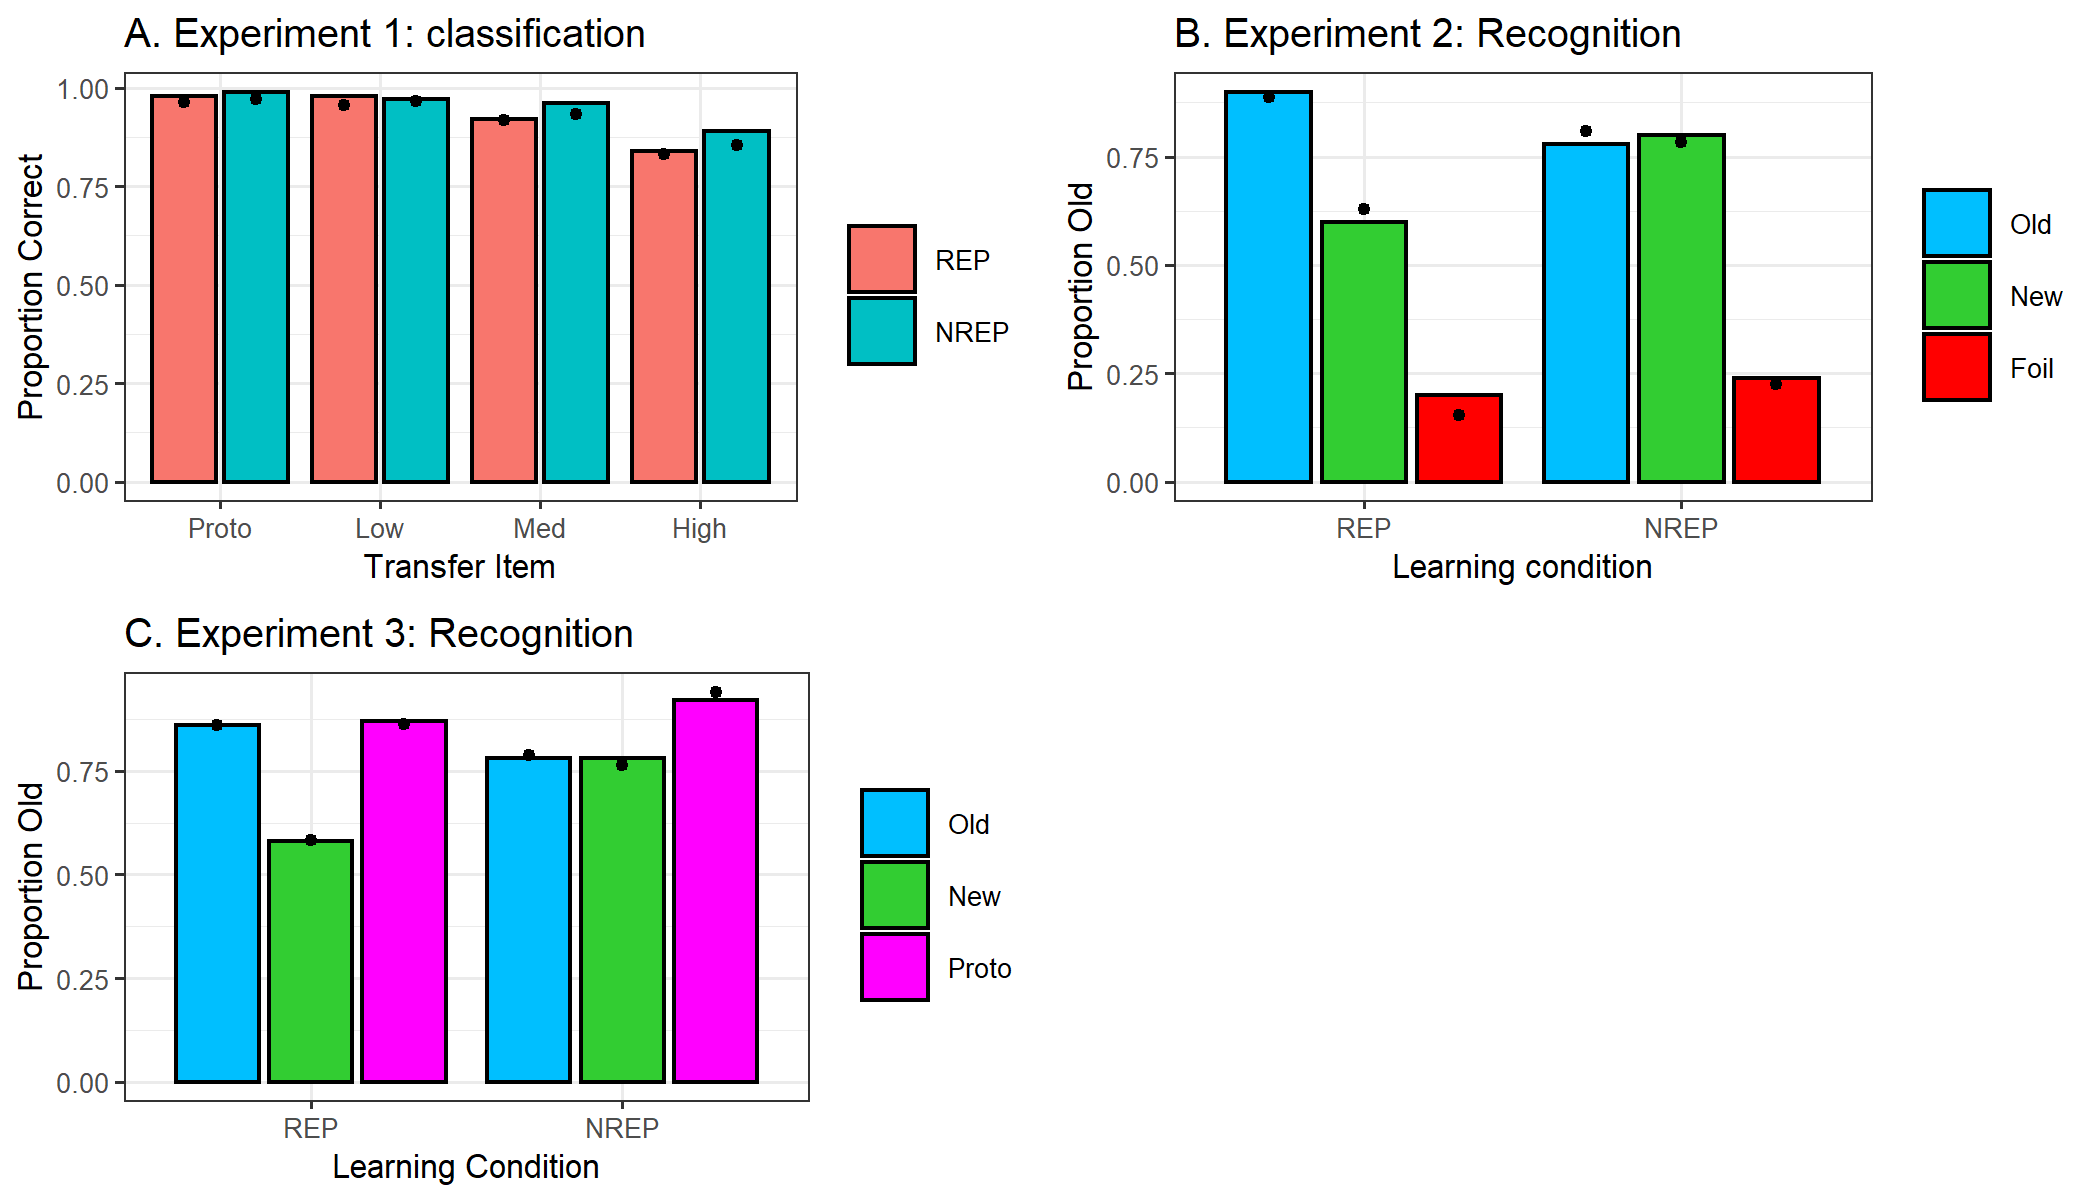 A. Experiment 1: classification
Proportion Correct
1.00
0.75
0.50
0.25
0.00
Proto
Low
Med
High
Transfer Item
REP
NREP
B. Experiment 2: Recognition
Proportion Old
0.75
0.50
0.25
0.00
REP
NREP
Learning condition
Old
New
Foil
C. Experiment 3: Recognition
Proportion Old
0.75
0.50
0.25
0.00
REP
NREP
Learning Condition
Old
New
Proto